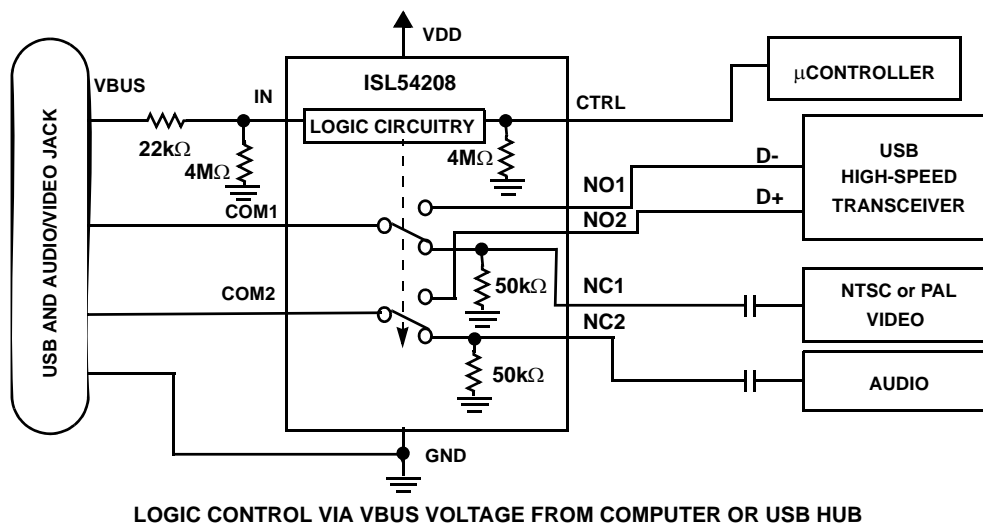 VDD
ISL54208
VBUS
IN
CTRL
µCONTROLLER
LOGIC CIRCUITRY
22kΩ
4MΩ
4MΩ
D-
USB
HIGH-SPEED
TRANSCEIVER
D+
NO1
NO2
COM1
USB AND AUDIO/VIDEO JACK
50kΩ
NC1
NTSC or PAL
VIDEO
COM2
NC2
50kΩ
AUDIO
GND
LOGIC CONTROL VIA VBUS VOLTAGE FROM COMPUTER OR USB HUB